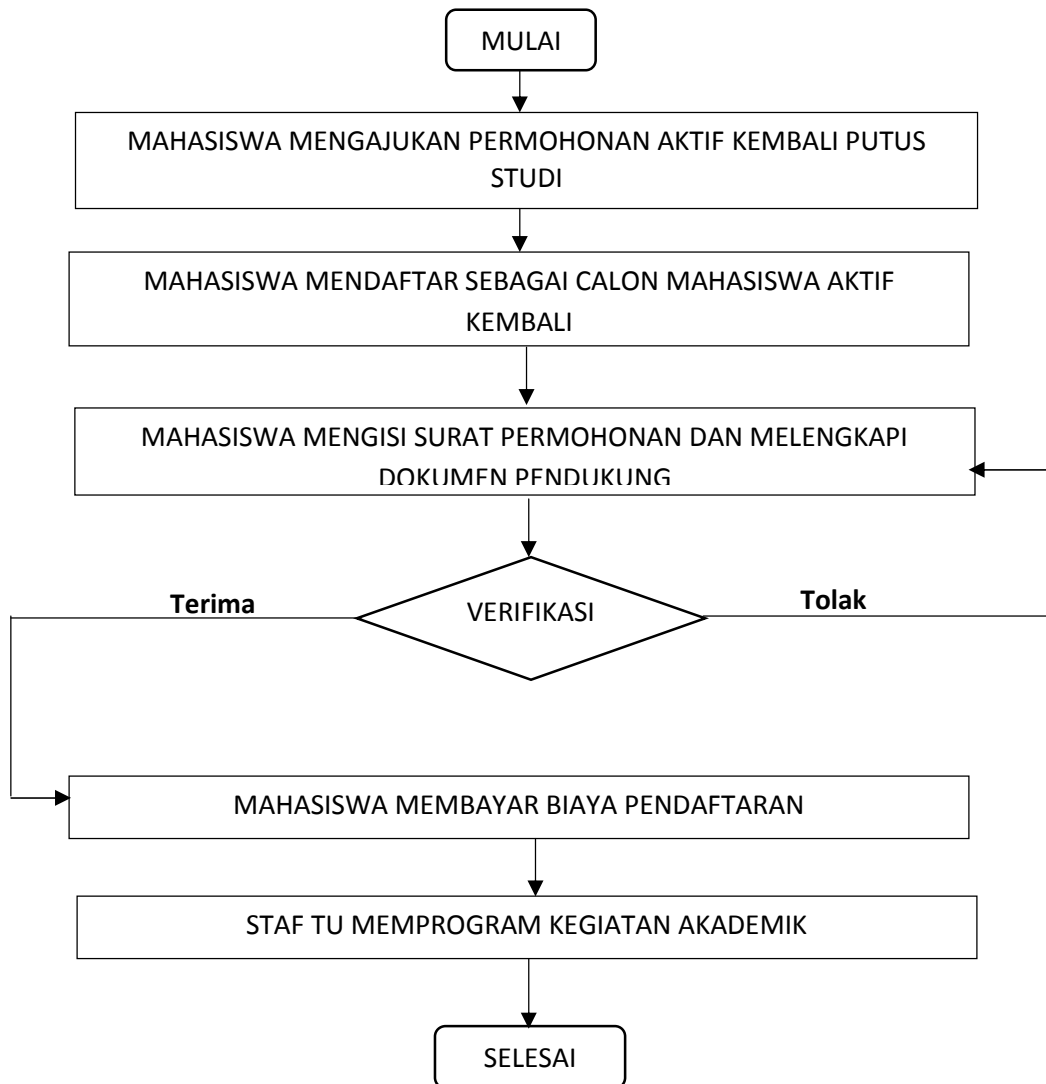 MULAI
MAHASISWA MENGAJUKAN PERMOHONAN AKTIF KEMBALI PUTUS
STUDI
MAHASISWA MENDAFTAR SEBAGAI CALON MAHASISWA AKTIF
KEMBALI
MAHASISWA MENGISI SURAT PERMOHONAN DAN MELENGKAPI
DOKUMEN PENDUKUNG
Terima
VERIFIKASI
Tolak
MAHASISWA MEMBAYAR BIAYA PENDAFTARAN
STAF TU MEMPROGRAM KEGIATAN AKADEMIK
SELESAI